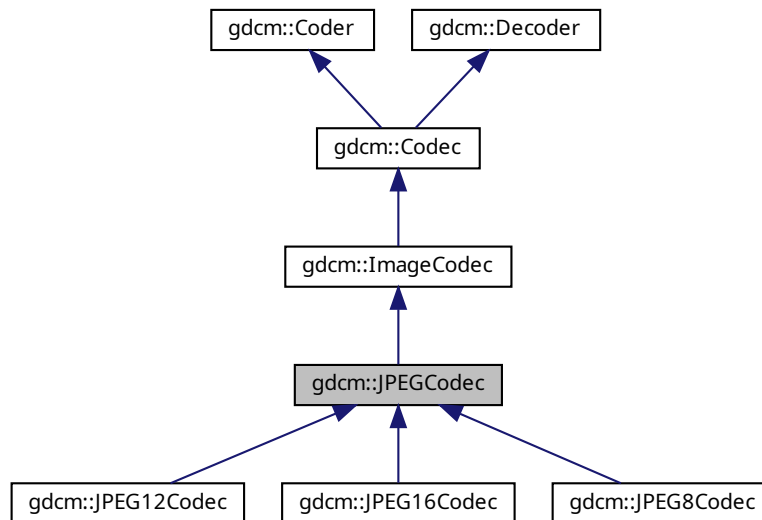 gdcm::Coder
gdcm::Decoder
gdcm::Codec
gdcm::ImageCodec
gdcm::JPEGCodec
gdcm::JPEG12Codec
gdcm::JPEG16Codec
gdcm::JPEG8Codec